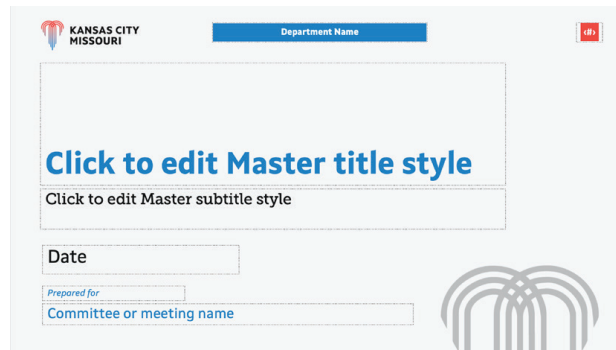 KANSAS CITY
MISSOURI
Department Name
‹#›
Click to edit Master title style
Click to edit Master subtitle style
Date
Prepared for
Committee or meeting name